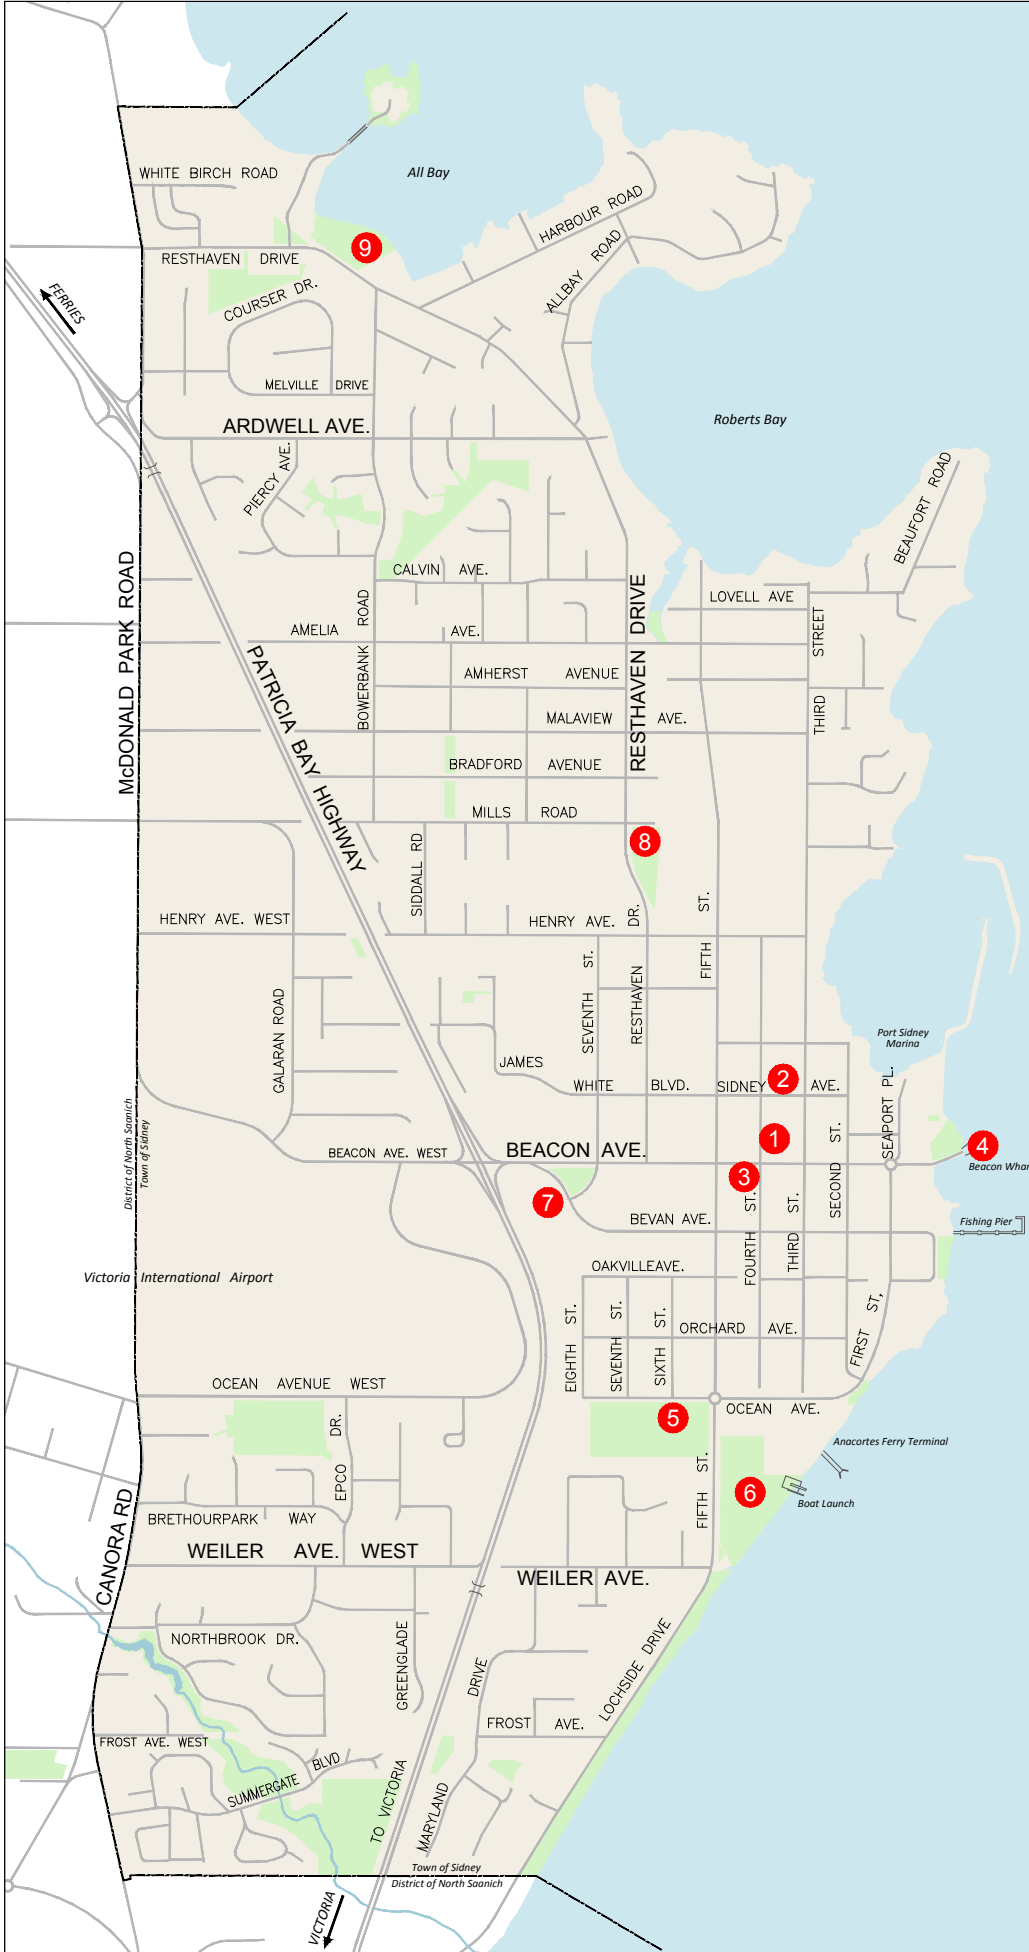 All Bay
WHITE BIRCH ROAD
HARBOUR ROAD
9
RESTHAVEN DRIVE
ALLBAY ROAD
FERRIES
COURSER DR.
MELVILLE DRIVE
Roberts Bay
ARDWELL AVE.
PIERCY AVE.
BEAUFORT ROAD
CALVIN AVE.
LOVELL AVE
McDONALD PARK ROAD
BOWERBANK ROAD
RESTHAVEN DRIVE
THIRD STREET
AMELIA AVE.
PATRICIA BAY HIGHWAY
AMHERST AVENUE
MALAVIEW AVE.
BRADFORD AVENUE
MILLS ROAD
8
SIDDALL RD
HENRY AVE. WEST
HENRY AVE.
RESTHAVEN DR.
FIFTH ST.
SEVENTH ST.
GALARAN ROAD
Port Sidney
Marina
JAMES WHITE BLVD.
SIDNEY AVE.
2
SEAPORT PL.
1
SECOND ST.
District of North Saanich
Town of Sidney
BEACON AVE. WEST
BEACON AVE.
4
Beacon Whar
3
7
BEVAN AVE.
Fishing Pier
FOURTH ST.
THIRD ST.
Victoria International Airport
OAKVILLEAVE.
EIGHTH ST.
SEVENTH ST.
SIXTH ST.
ORCHARD AVE.
FIRST ST,
OCEAN AVENUE WEST
OCEAN AVE.
5
EPCO DR.
Anacortes Ferry Terminal
FIFTH ST.
6
Boat Launch
CANORA RD
BRETHOURPARK WAY
WEILER AVE. WEST
WEILER AVE.
NORTHBROOK DR.
GREENGLADE
LOCHSIDE DRIVE
FROST AVE.
FROST AVE. WEST
SUMMERGATE BLVD
TO VICTORIA
MARYLAND DRIVE
Town of Sidney
District of North Saanich
VICTORIA